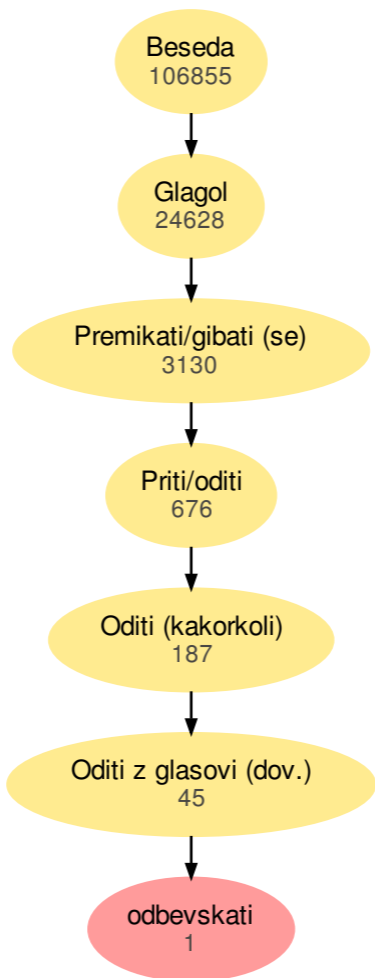 Beseda
106855
Glagol
24628
Premikati/gibati (se)
3130
Priti/oditi
676
Oditi (kakorkoli)
187
Oditi z glasovi (dov.)
45
odbevskati
1